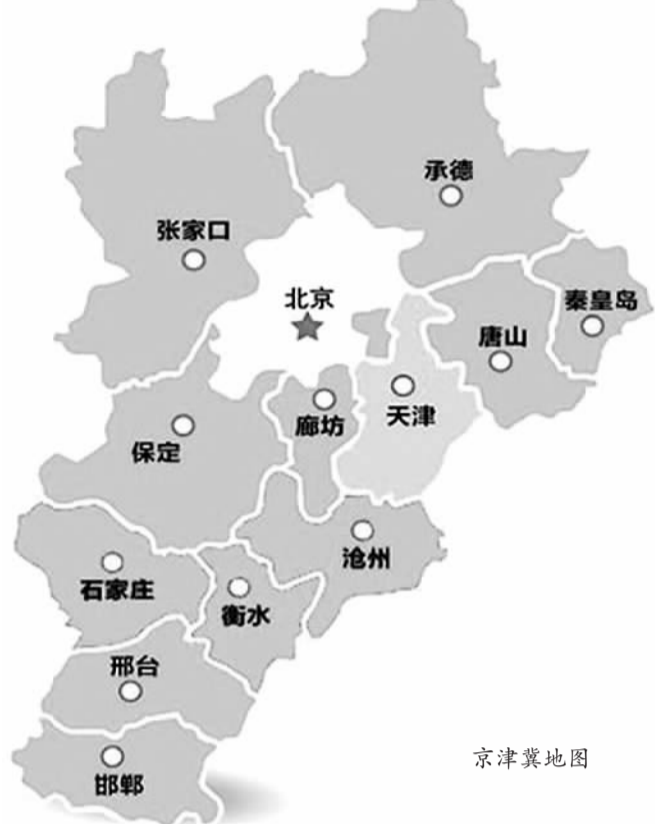 承德
张家口
北京
秦皇岛
唐山
天津
廊坊
保定
沧州
石家庄
衡水
邢台
京津冀地图
邯郸